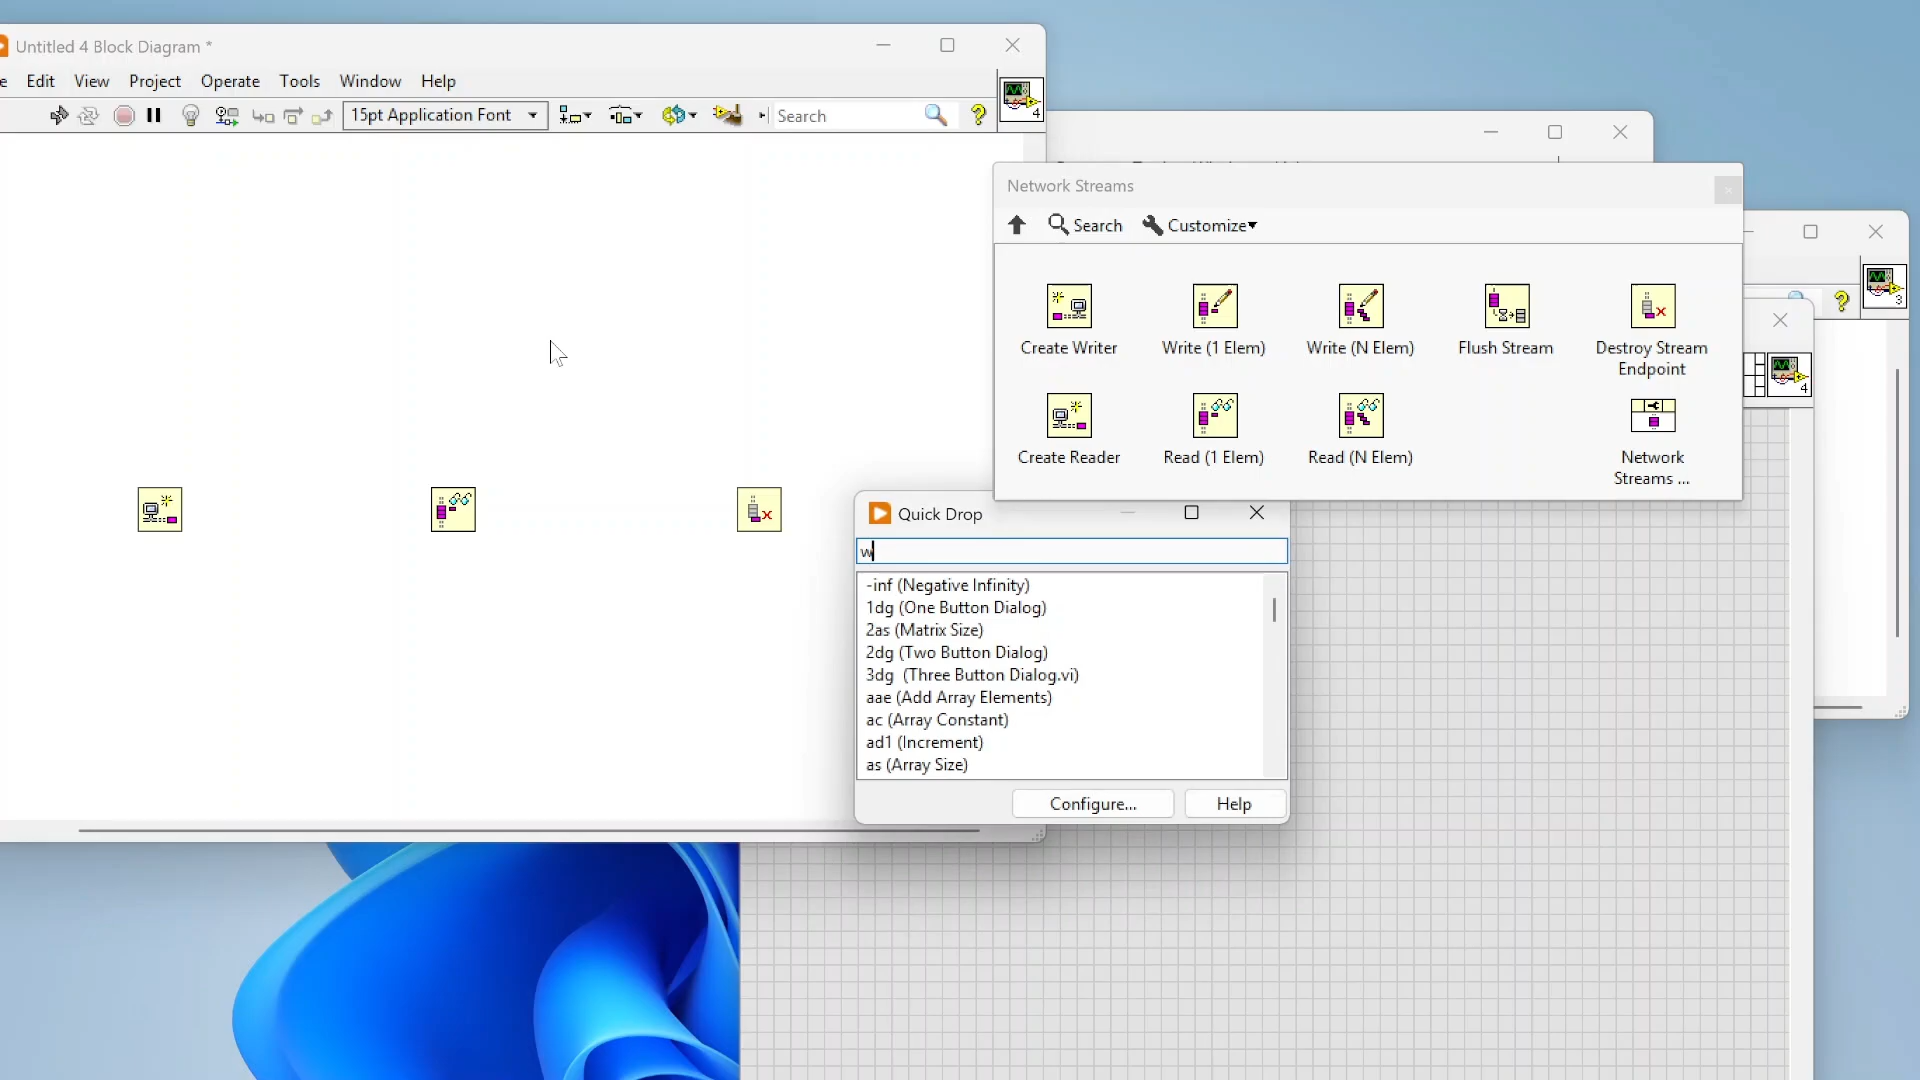 Untitled 4 Block Diagram *
Edit View Project Operate Tools Window Help
15pt Application Font
Search
?
4
Network Streams
Search Customize
Create Writer
Write (1 Elem)
Write (N Elem)
Flush Stream
Destroy Stream
Endpoint
Create Reader
Read (1 Elem)
Read (N Elem)
Network
Streams ...
?
3
4
Quick Drop
w
-inf (Negative Infinity)
1dg (One Button Dialog)
2as (Matrix Size)
2dg (Two Button Dialog)
3dg (Three Button Dialog.vi)
aae (Add Array Elements)
ac (Array Constant)
ad1 (Increment)
as (Array Size)
Configure...
Help